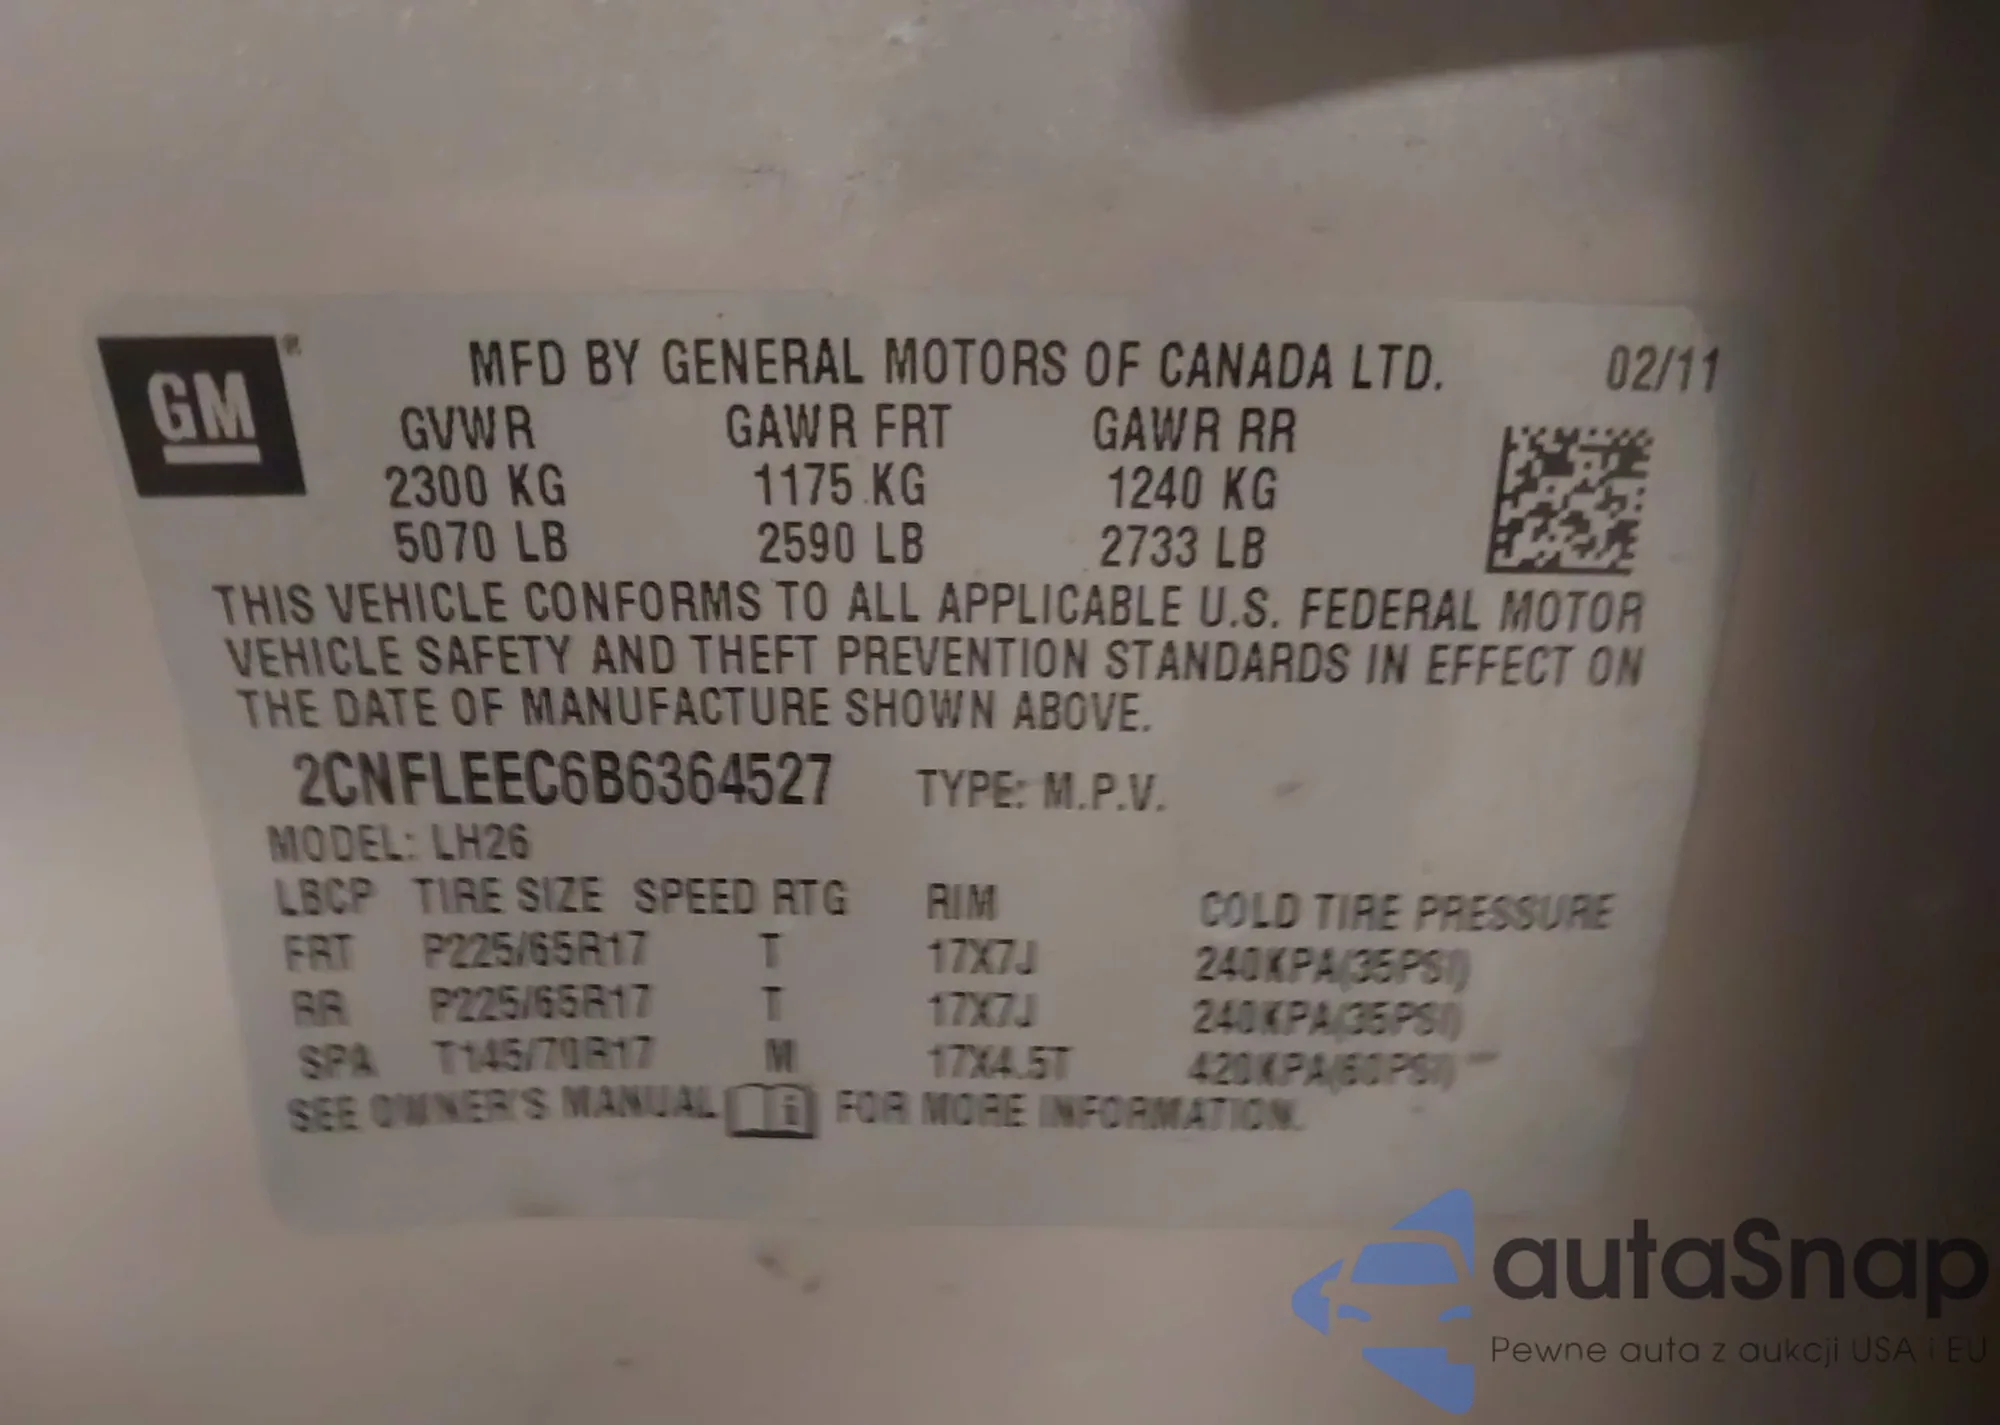 GM ®
MFD BY GENERAL MOTORS OF CANADA LTD. 02/11
GVWR GAWR FRT GAWR RR
2300 KG 1175 KG 1240 KG
5070 LB 2590 LB 2733 LB
THIS VEHICLE CONFORMS TO ALL APPLICABLE U.S. FEDERAL MOTOR
VEHICLE SAFETY AND THEFT PREVENTION STANDARDS IN EFFECT ON
THE DATE OF MANUFACTURE SHOWN ABOVE.
2CNFLEEC6B6364527 TYPE: M.P.V.
MODEL: LH26
LBCP TIRE SIZE SPEED RTG RIM COLD TIRE PRESSURE
FRT P225/65R17 T 17X7J 240KPA(35PSI)
RR P225/65R17 T 17X7J 240KPA(35PSI)
SPA T145/70R17 M 17X4.5T 420KPA(60PSI)
SEE OWNER'S MANUAL i FOR MORE INFORMATION.
autaSnap
Pewne auta z aukcji USA i EU